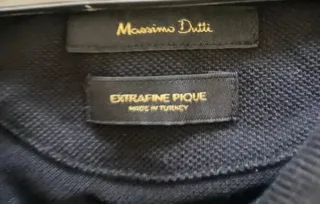 Massimo Dutti
EXTRAFINE PIQUE
MADE IN TURKEY